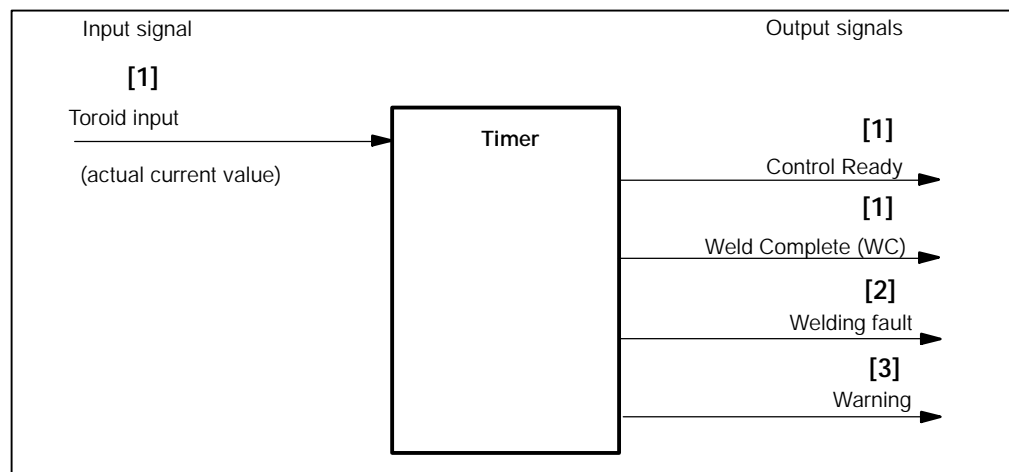 Input signal
Output signals
[1]
Toroid input
(actual current value)
Timer
[1]
Control Ready
[1]
Weld Complete (WC)
[2]
Welding fault
[3]
Warning